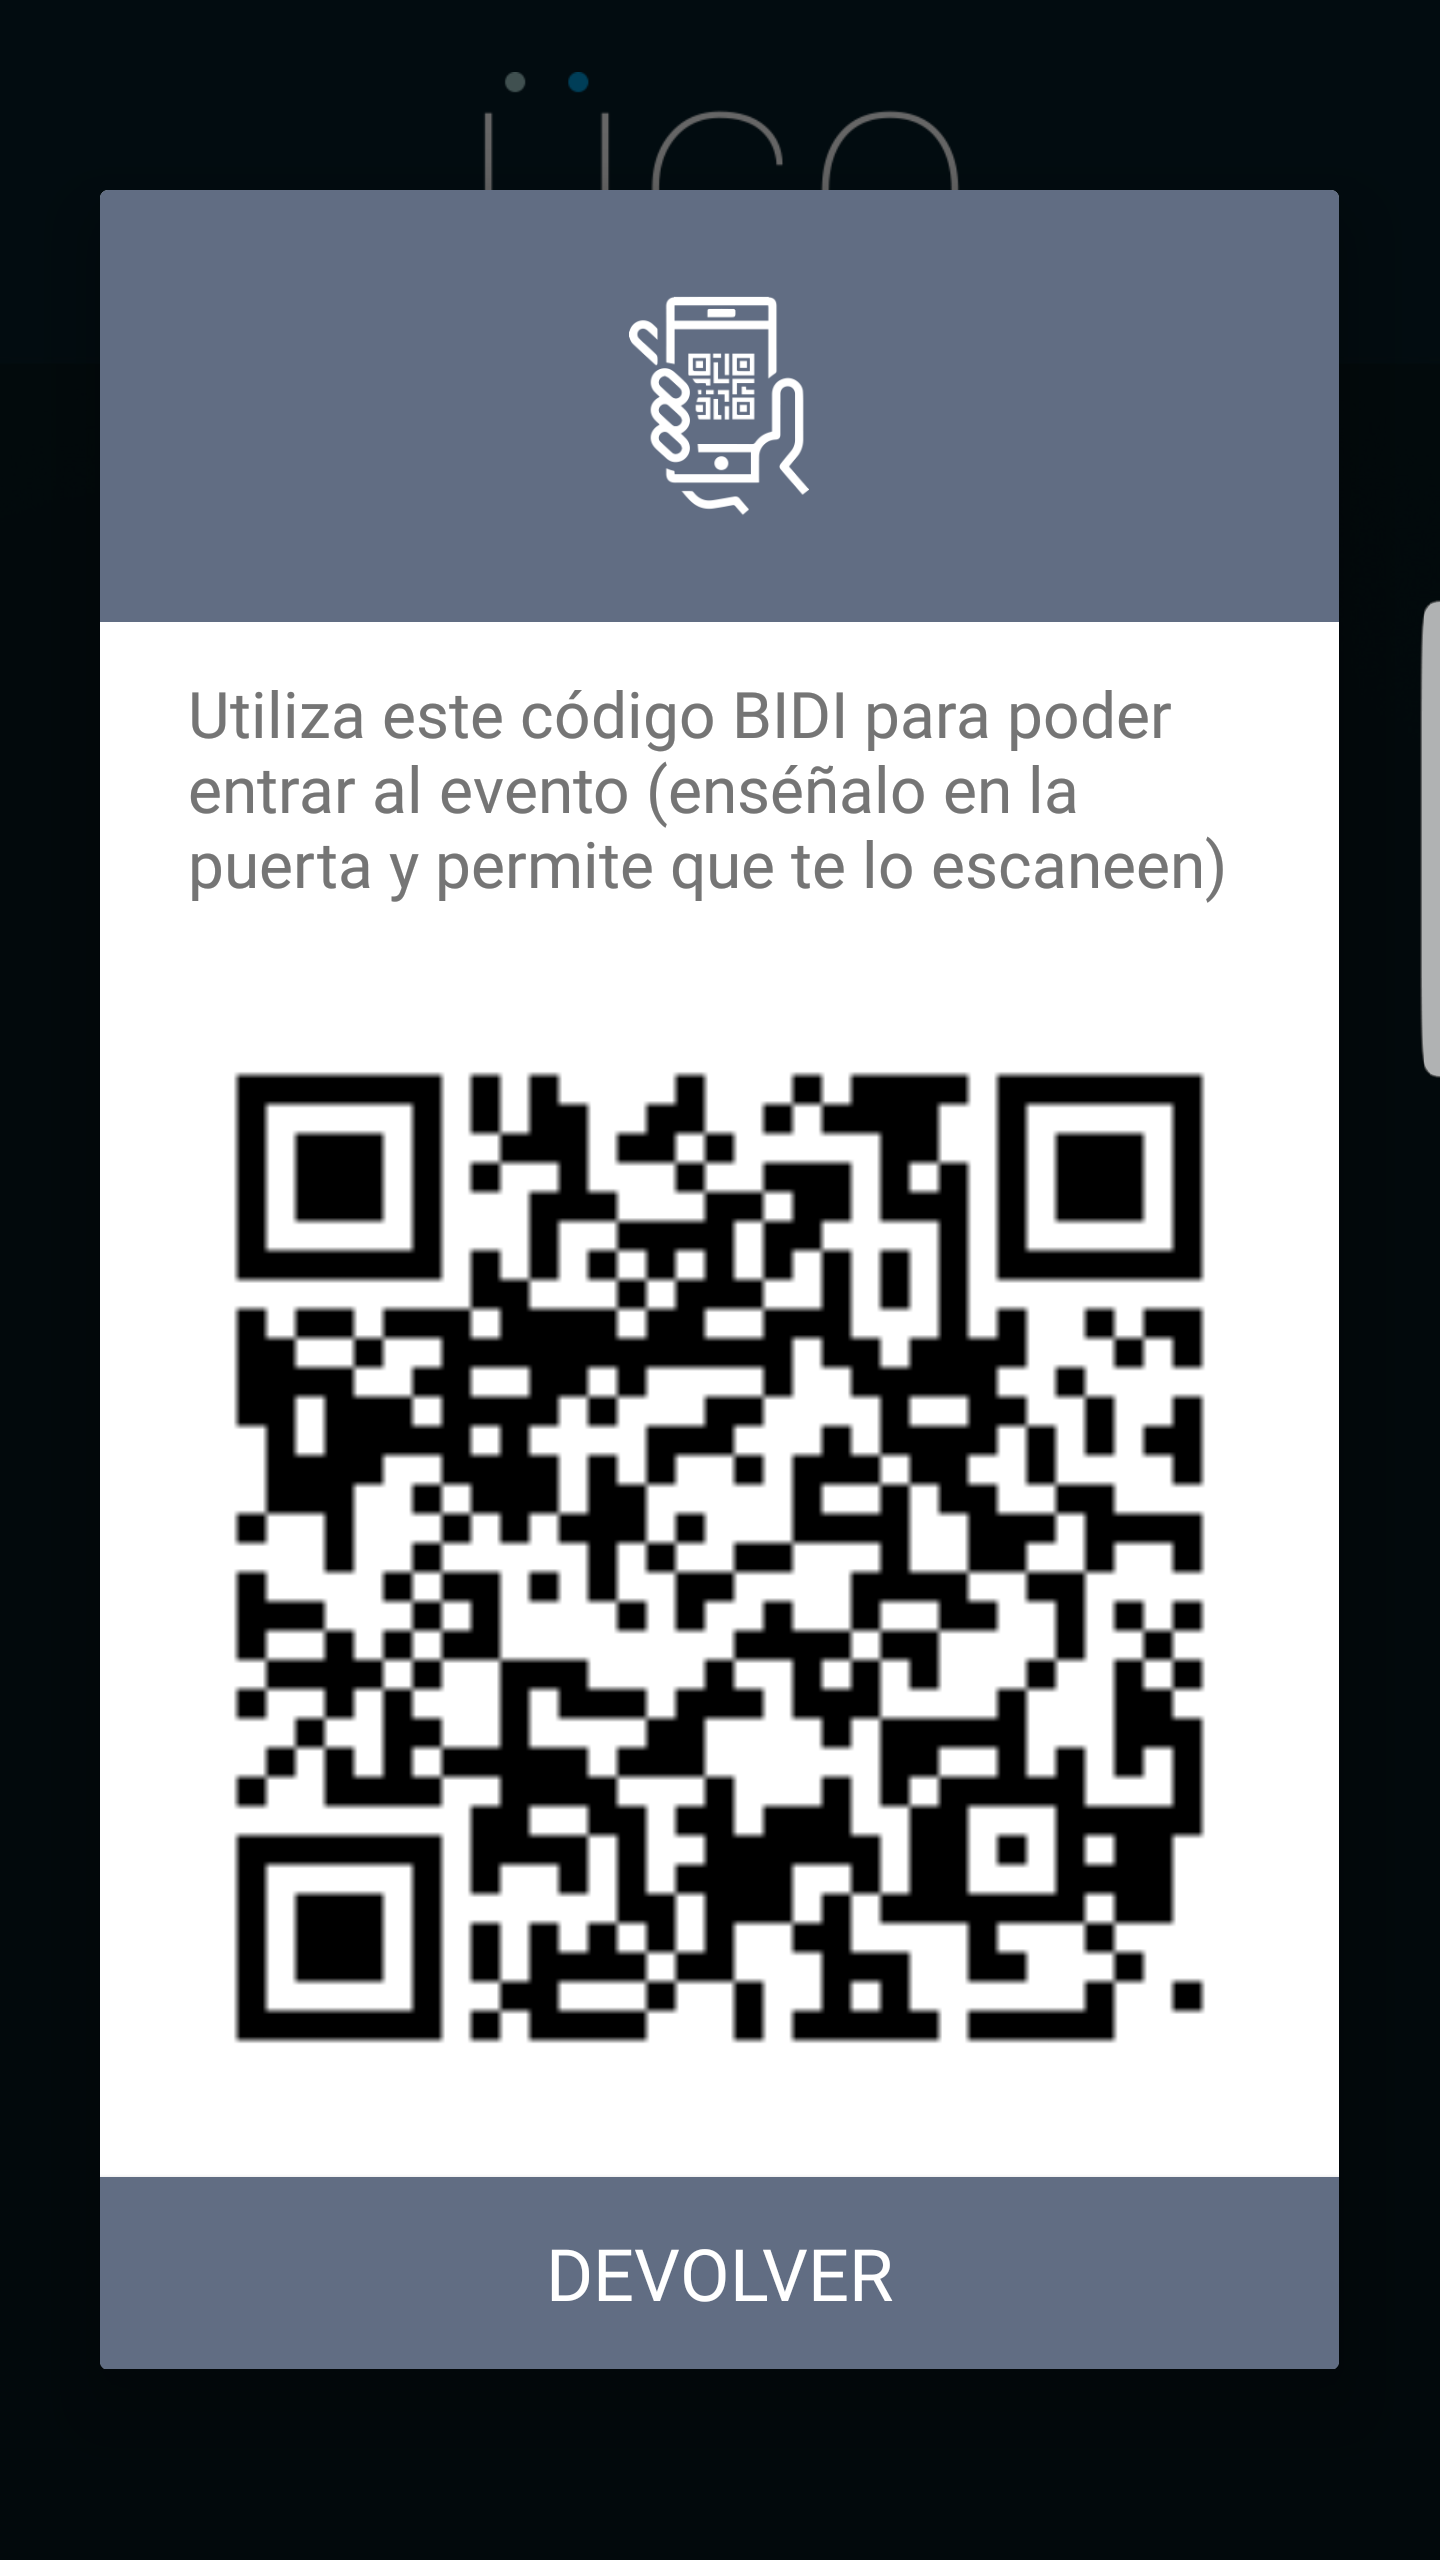 Utiliza este código BIDI para poder
entrar al evento (enséñalo en la
puerta y permite que te lo escaneen)
DEVOLVER